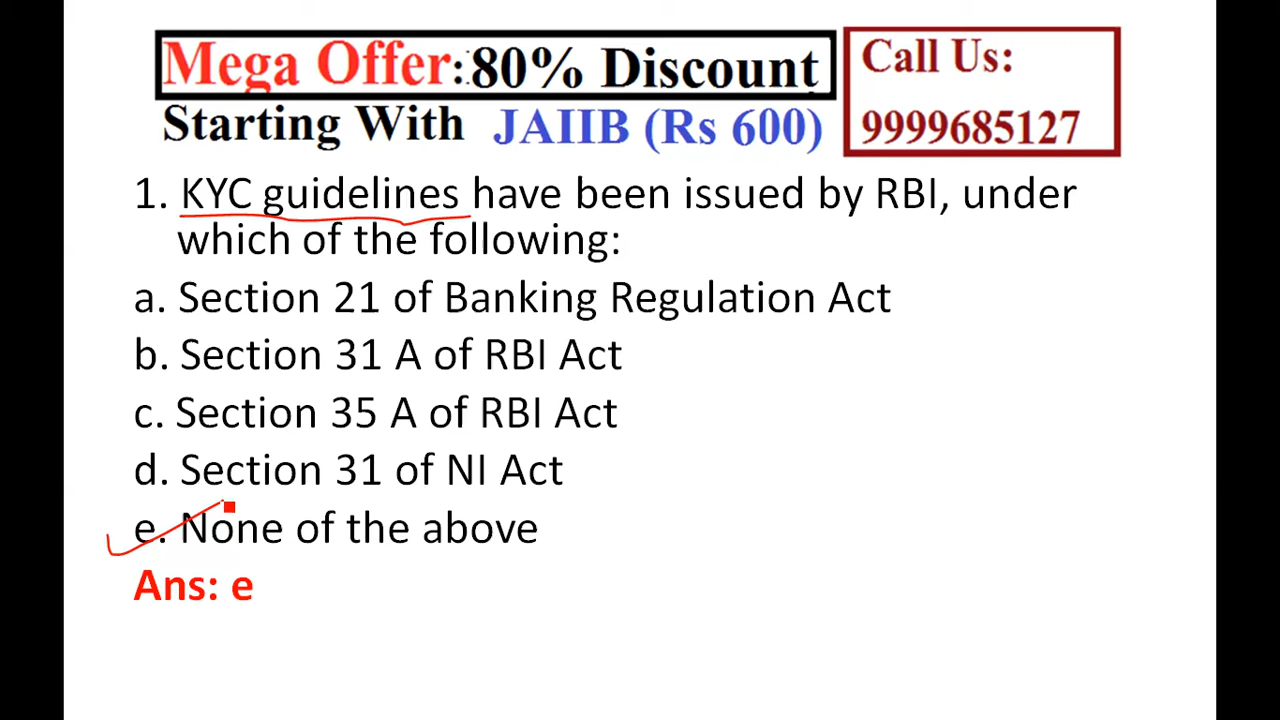 Mega Offer: 80% Discount
Starting With JAIIB (Rs 600)
Call Us:
9999685127
1. KYC guidelines have been issued by RBI, under
which of the following:
a. Section 21 of Banking Regulation Act
b. Section 31 A of RBI Act
c. Section 35 A of RBI Act
d. Section 31 of NI Act
e. None of the above
Ans: e